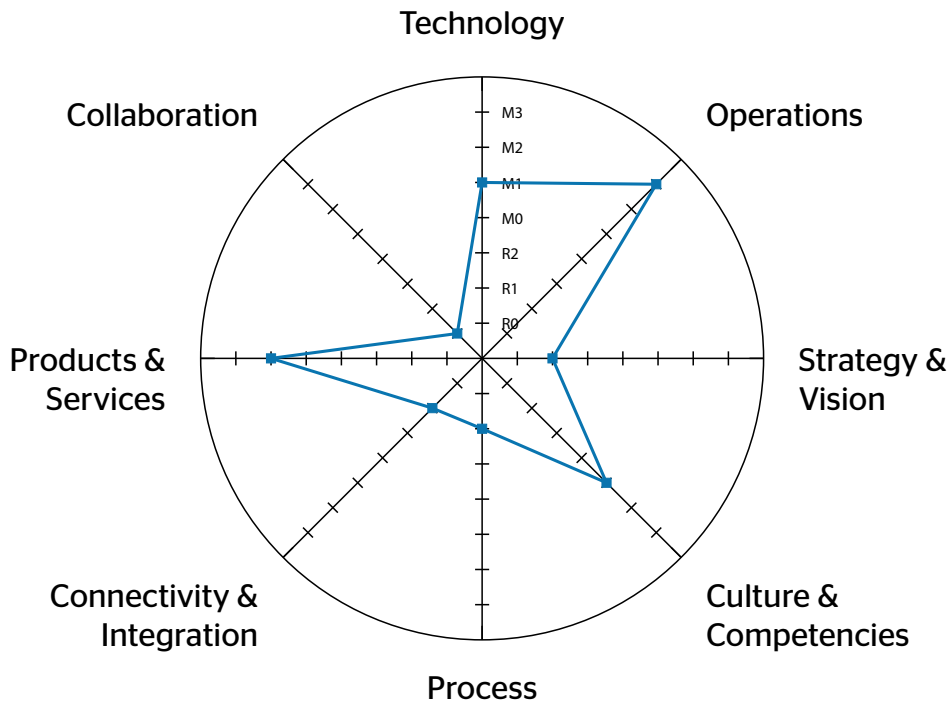 Technology
Collaboration
Operations
M3
M2
M1
M0
R2
R1
R0
Products &
Services
Strategy &
Vision
Connectivity &
Integration
Culture &
Competencies
Process